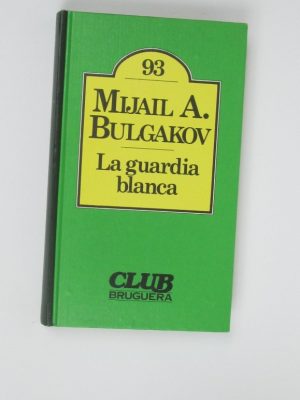 93
MIJAIL A.
BULGAKOV
La guardia
blanca
CLUB
BRUGUERA